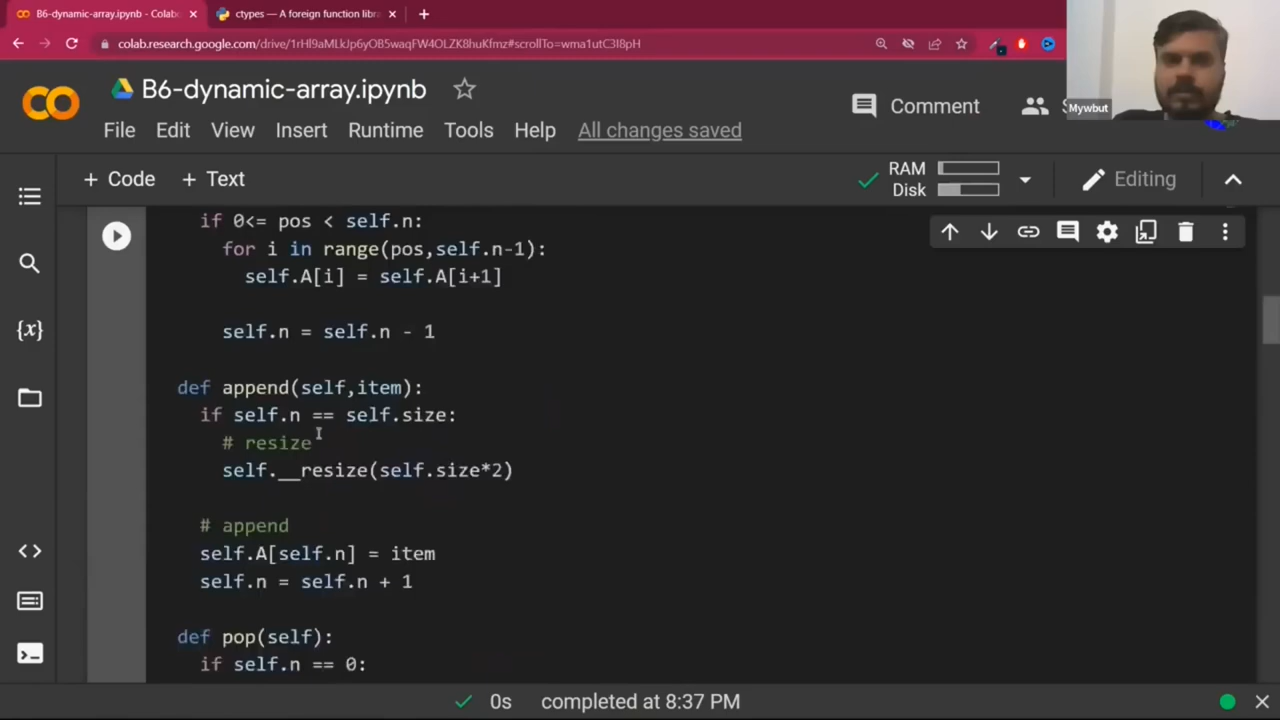 B6-dynamic-array.ipynb - Colab
ctypes — A foreign function libra
colab.research.google.com/drive/1rHl9aMLkJp6yOB5waqFW4OLZK8huKfmz#scrollTo=wma1utC3I8pH
B6-dynamic-array.ipynb
Comment
Mywbut
File Edit View Insert Runtime Tools Help All changes saved
+ Code + Text
RAM
Disk
Editing
if 0<= pos < self.n:
for i in range(pos,self.n-1):
self.A[i] = self.A[i+1]
self.n = self.n - 1
def append(self,item):
if self.n == self.size:
# resize
self.__resize(self.size*2)
# append
self.A[self.n] = item
self.n = self.n + 1
def pop(self):
if self.n == 0:
{x}
0s completed at 8:37 PM